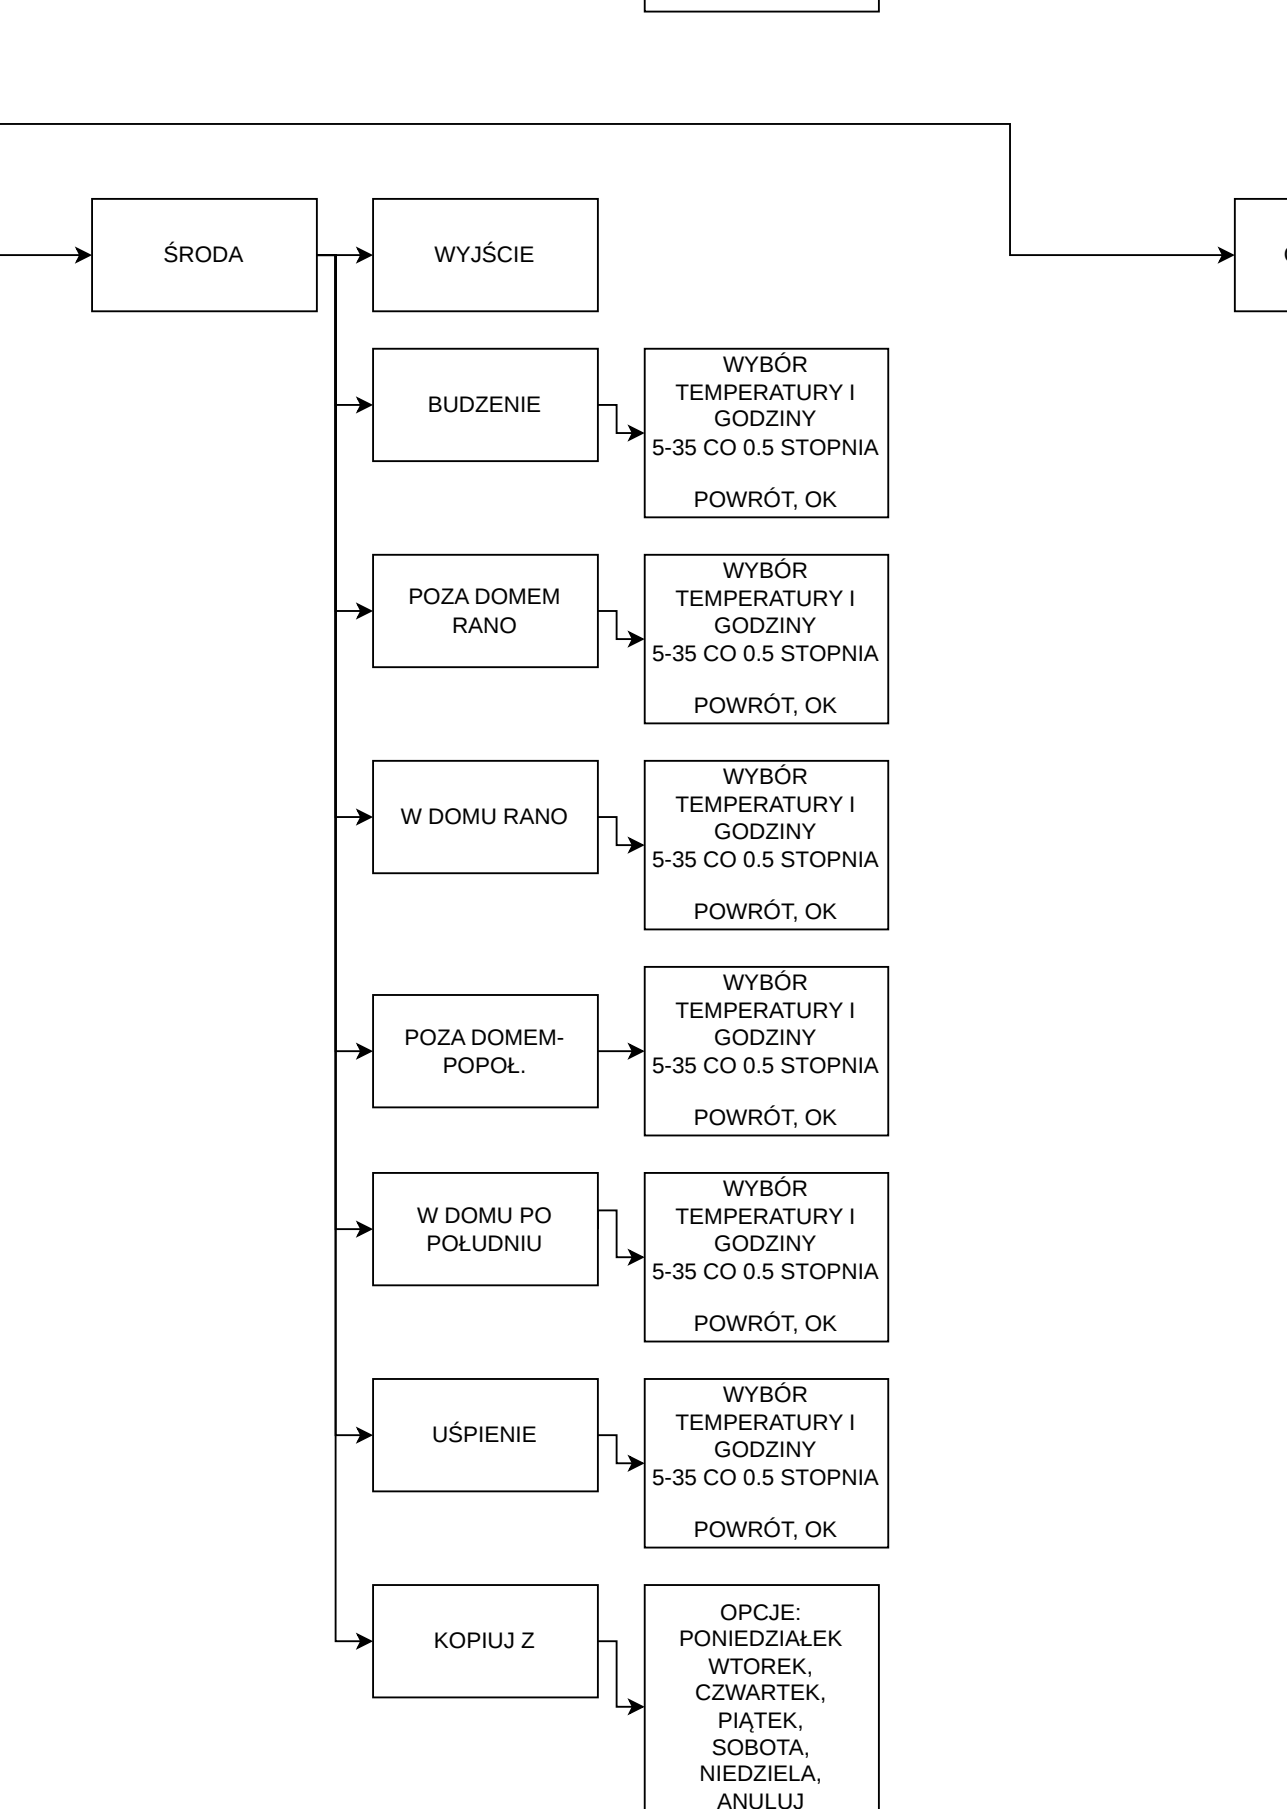 ŚRODA
WYJŚCIE
BUDZENIE
WYBÓR
TEMPERATURY I
GODZINY
5-35 CO 0.5 STOPNIA
POWRÓT, OK
POZA DOMEM
RANO
WYBÓR
TEMPERATURY I
GODZINY
5-35 CO 0.5 STOPNIA
POWRÓT, OK
W DOMU RANO
WYBÓR
TEMPERATURY I
GODZINY
5-35 CO 0.5 STOPNIA
POWRÓT, OK
POZA DOMEM-
POPOŁ.
WYBÓR
TEMPERATURY I
GODZINY
5-35 CO 0.5 STOPNIA
POWRÓT, OK
W DOMU PO
POŁUDNIU
WYBÓR
TEMPERATURY I
GODZINY
5-35 CO 0.5 STOPNIA
POWRÓT, OK
UŚPIENIE
WYBÓR
TEMPERATURY I
GODZINY
5-35 CO 0.5 STOPNIA
POWRÓT, OK
KOPIUJ Z
OPCJE:
PONIEDZIAŁEK
WTOREK,
CZWARTEK,
PIĄTEK,
SOBOTA,
NIEDZIELA,
ANULUJ